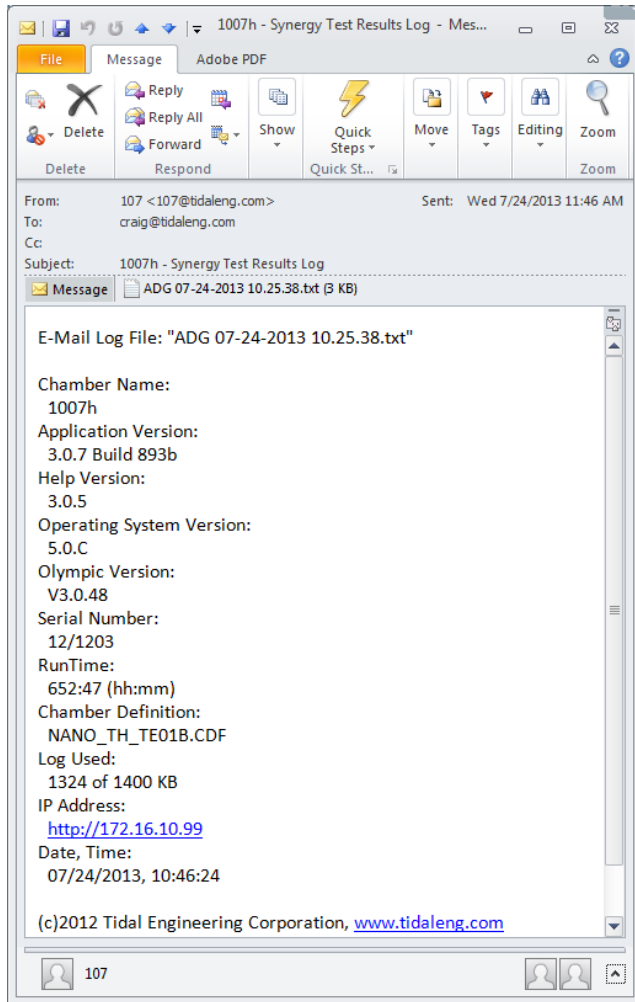 1007h - Synergy Test Results Log - Mes...
File Message Adobe PDF
Delete
Reply
Reply All
Forward
Show
Quick Steps
Move
Tags
Editing
Zoom
Delete Respond Quick St... Zoom
From: 107 <107@tidaleng.com> Sent: Wed 7/24/2013 11:46 AM
To: craig@tidaleng.com
Cc:
Subject: 1007h - Synergy Test Results Log
Message ADG 07-24-2013 10.25.38.txt (3 KB)
E-Mail Log File: "ADG 07-24-2013 10.25.38.txt"
Chamber Name:
1007h
Application Version:
3.0.7 Build 893b
Help Version:
3.0.5
Operating System Version:
5.0.C
Olympic Version:
V3.0.48
Serial Number:
12/1203
RunTime:
652:47 (hh:mm)
Chamber Definition:
NANO_TH_TE01B.CDF
Log Used:
1324 of 1400 KB
IP Address:
http://172.16.10.99
Date, Time:
07/24/2013, 10:46:24
(c)2012 Tidal Engineering Corporation, www.tidaleng.com
107